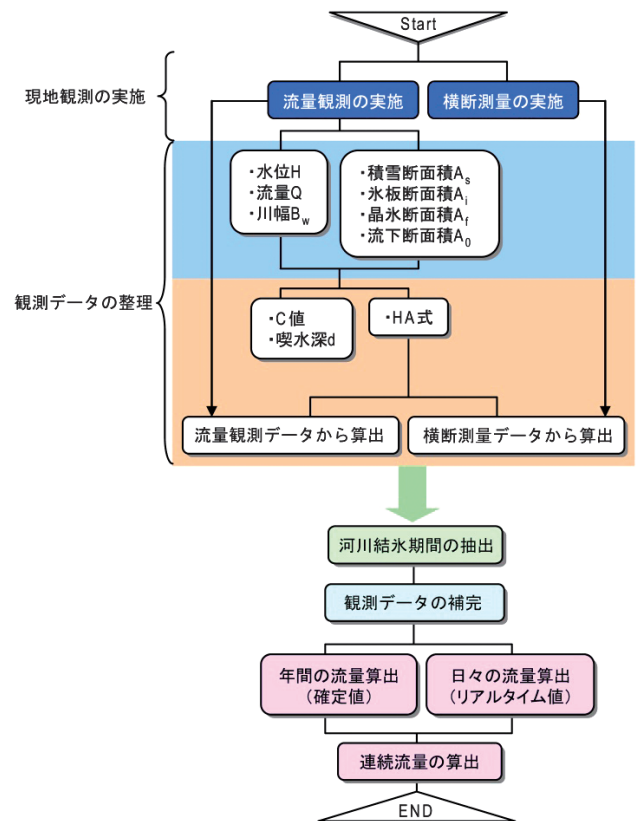 Start
現地観測の実施
流量観測の実施
横断測量の実施
観測データの整理
・水位H
・流量Q
・川幅Bw
・積雪断面積As
・氷板断面積Ai
・晶氷断面積Af
・流下断面積A0
・C値
・喫水深d
・HA式
流量観測データから算出
横断測量データから算出
河川結氷期間の抽出
観測データの補完
年間の流量算出
(確定値)
日々の流量算出
(リアルタイム値)
連続流量の算出
END